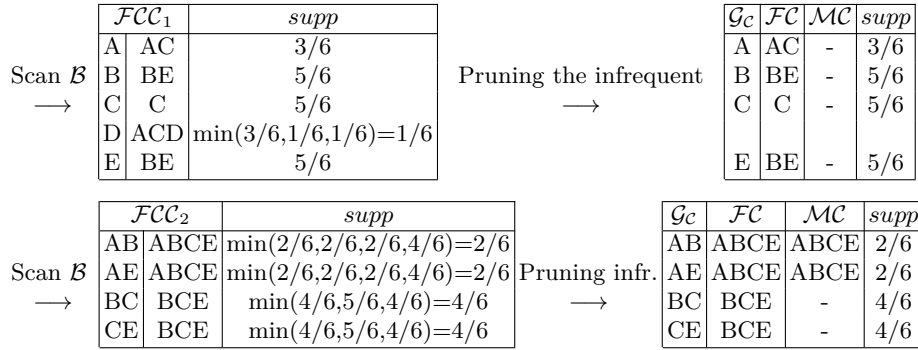 𝓕𝓒𝓒₁ supp 𝓖_𝓒 𝓕𝓒 𝓜𝓒 supp
A AC 3/6 A AC - 3/6
Scan 𝓑 B BE 5/6 Pruning the infrequent B BE - 5/6
⟶ C C 5/6 ⟶ C C - 5/6
D ACD min(3/6,1/6,1/6)=1/6
E BE 5/6 E BE - 5/6
𝓕𝓒𝓒₂ supp 𝓖_𝓒 𝓕𝓒 𝓜𝓒 supp
AB ABCE min(2/6,2/6,2/6,4/6)=2/6 AB ABCE ABCE 2/6
Scan 𝓑 AE ABCE min(2/6,2/6,2/6,4/6)=2/6 Pruning infr. AE ABCE ABCE 2/6
⟶ BC BCE min(4/6,5/6,4/6)=4/6 ⟶ BC BCE - 4/6
CE BCE min(4/6,5/6,4/6)=4/6 CE BCE - 4/6